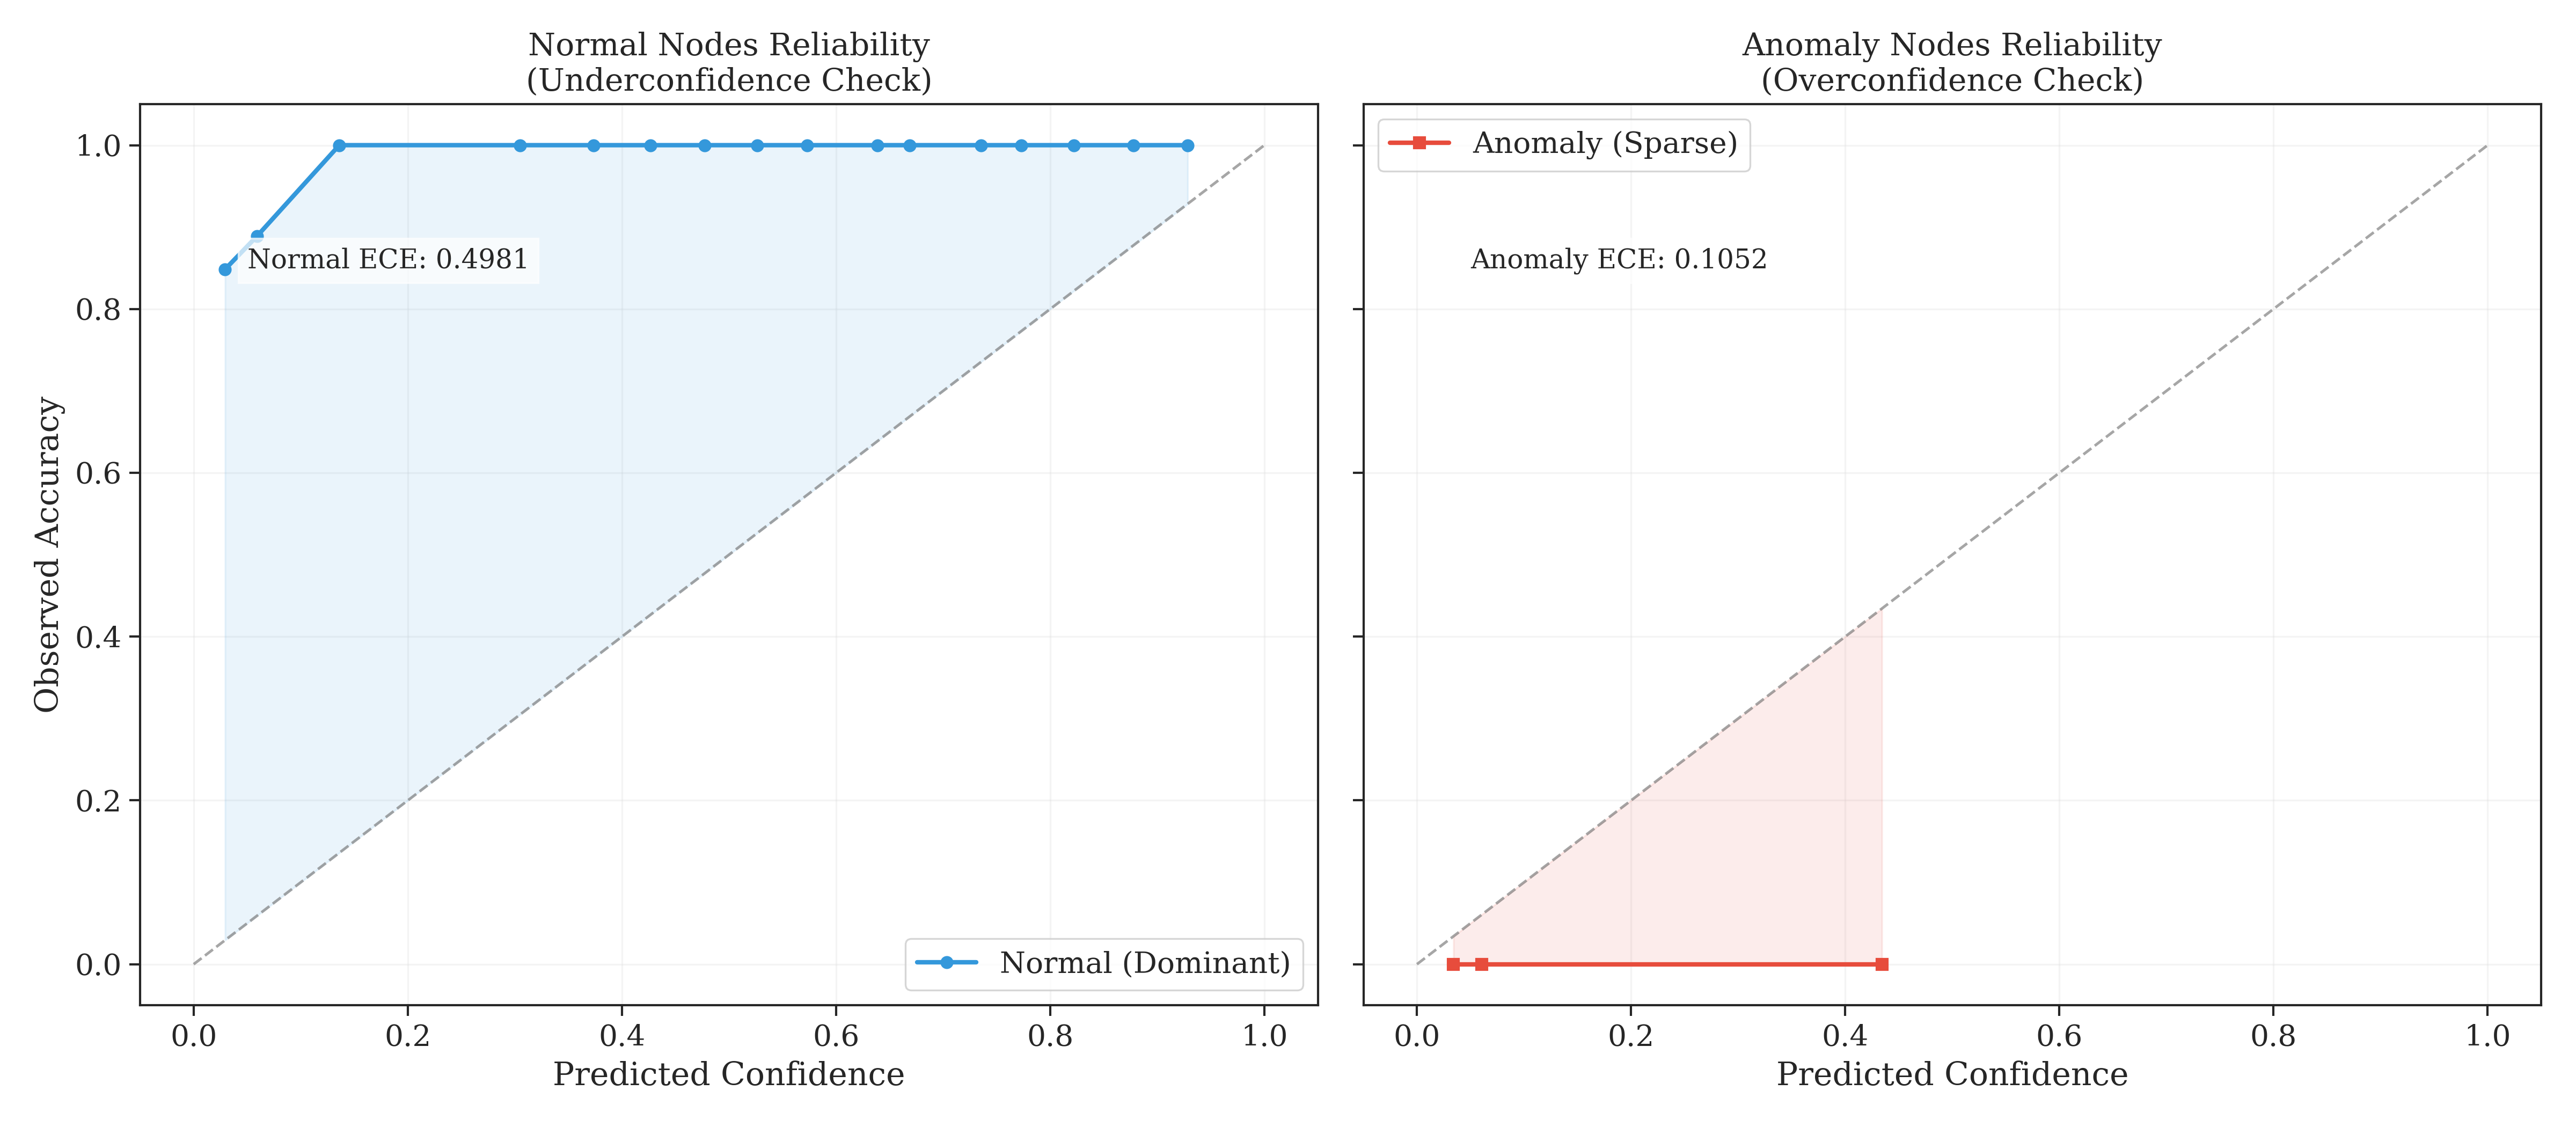 Normal Nodes Reliability
(Underconfidence Check)
Observed Accuracy
1.0
0.8
0.6
0.4
0.2
0.0
Normal ECE: 0.4981
Normal (Dominant)
0.0 0.2 0.4 0.6 0.8 1.0
Predicted Confidence
Anomaly Nodes Reliability
(Overconfidence Check)
Anomaly (Sparse)
Anomaly ECE: 0.1052
0.0 0.2 0.4 0.6 0.8 1.0
Predicted Confidence